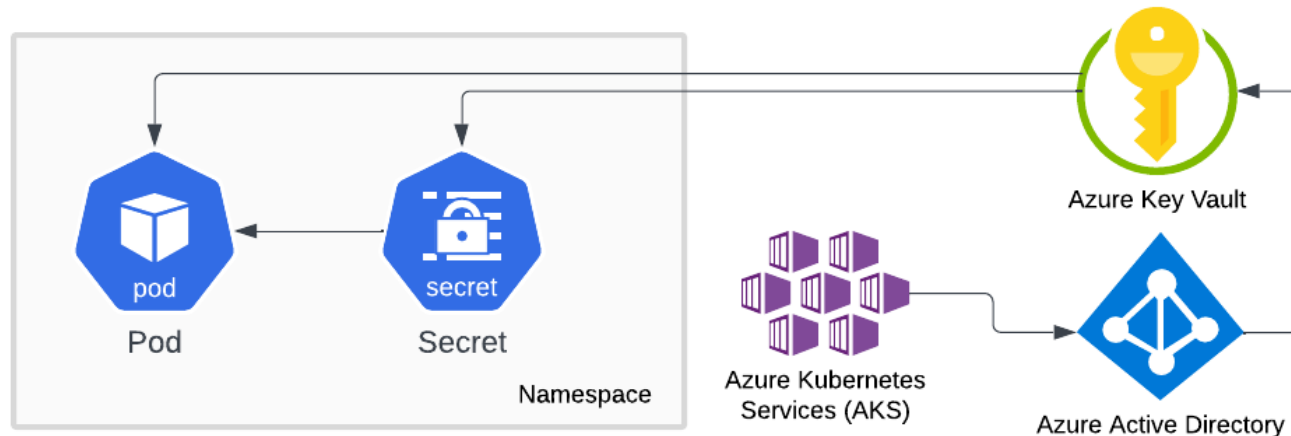 Azure Key Vault
pod
secret
Pod
Secret
Namespace
Azure Kubernetes
Services (AKS)
Azure Active Directory